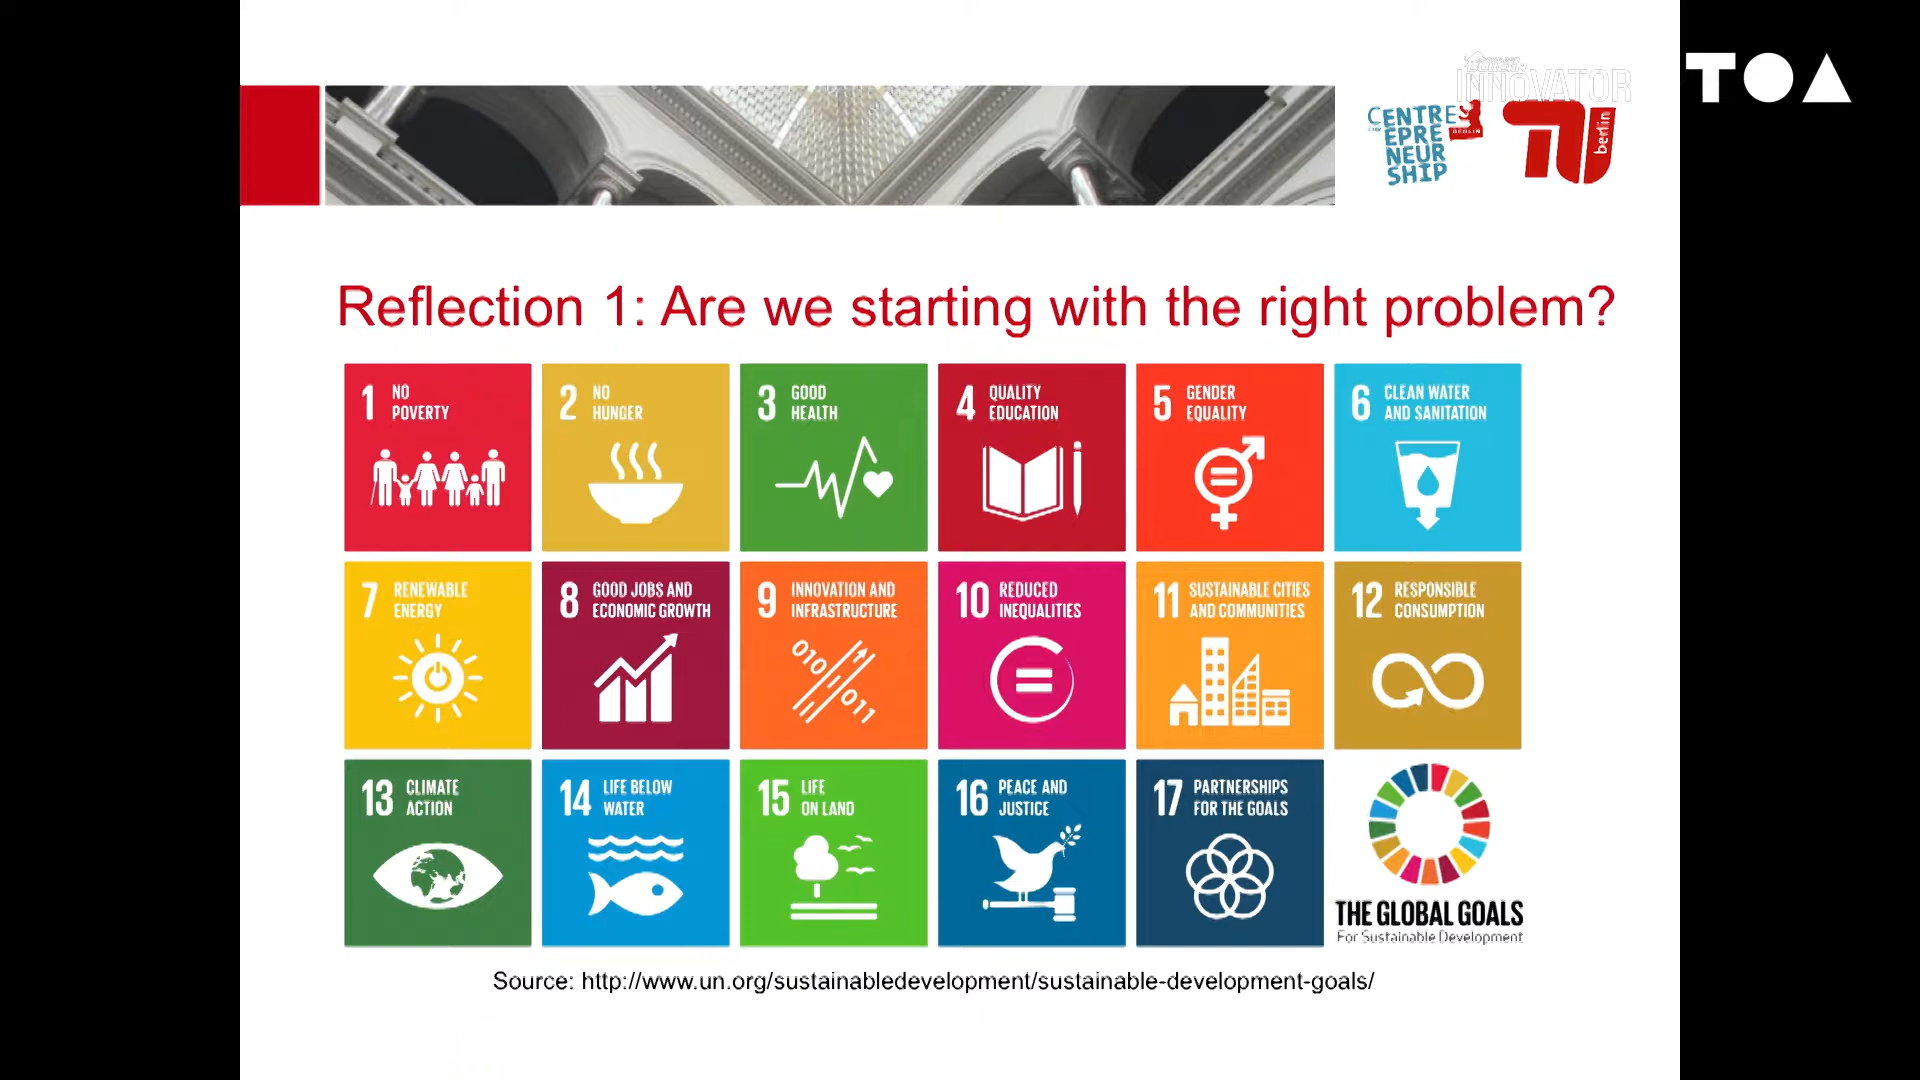 INNOVATOR
TOA
CENTRE
EPRE
NEUR
SHIP
BERLIN
berlin
Reflection 1: Are we starting with the right problem?
1 NO
POVERTY
2 NO
HUNGER
3 GOOD
HEALTH
4 QUALITY
EDUCATION
5 GENDER
EQUALITY
6 CLEAN WATER
AND SANITATION
7 RENEWABLE
ENERGY
8 GOOD JOBS AND
ECONOMIC GROWTH
9 INNOVATION AND
INFRASTRUCTURE
010
011
10 REDUCED
INEQUALITIES
11 SUSTAINABLE CITIES
AND COMMUNITIES
12 RESPONSIBLE
CONSUMPTION
13 CLIMATE
ACTION
14 LIFE BELOW
WATER
15 LIFE
ON LAND
16 PEACE AND
JUSTICE
17 PARTNERSHIPS
FOR THE GOALS
THE GLOBAL GOALS
For Sustainable Development
Source: http://www.un.org/sustainabledevelopment/sustainable-development-goals/